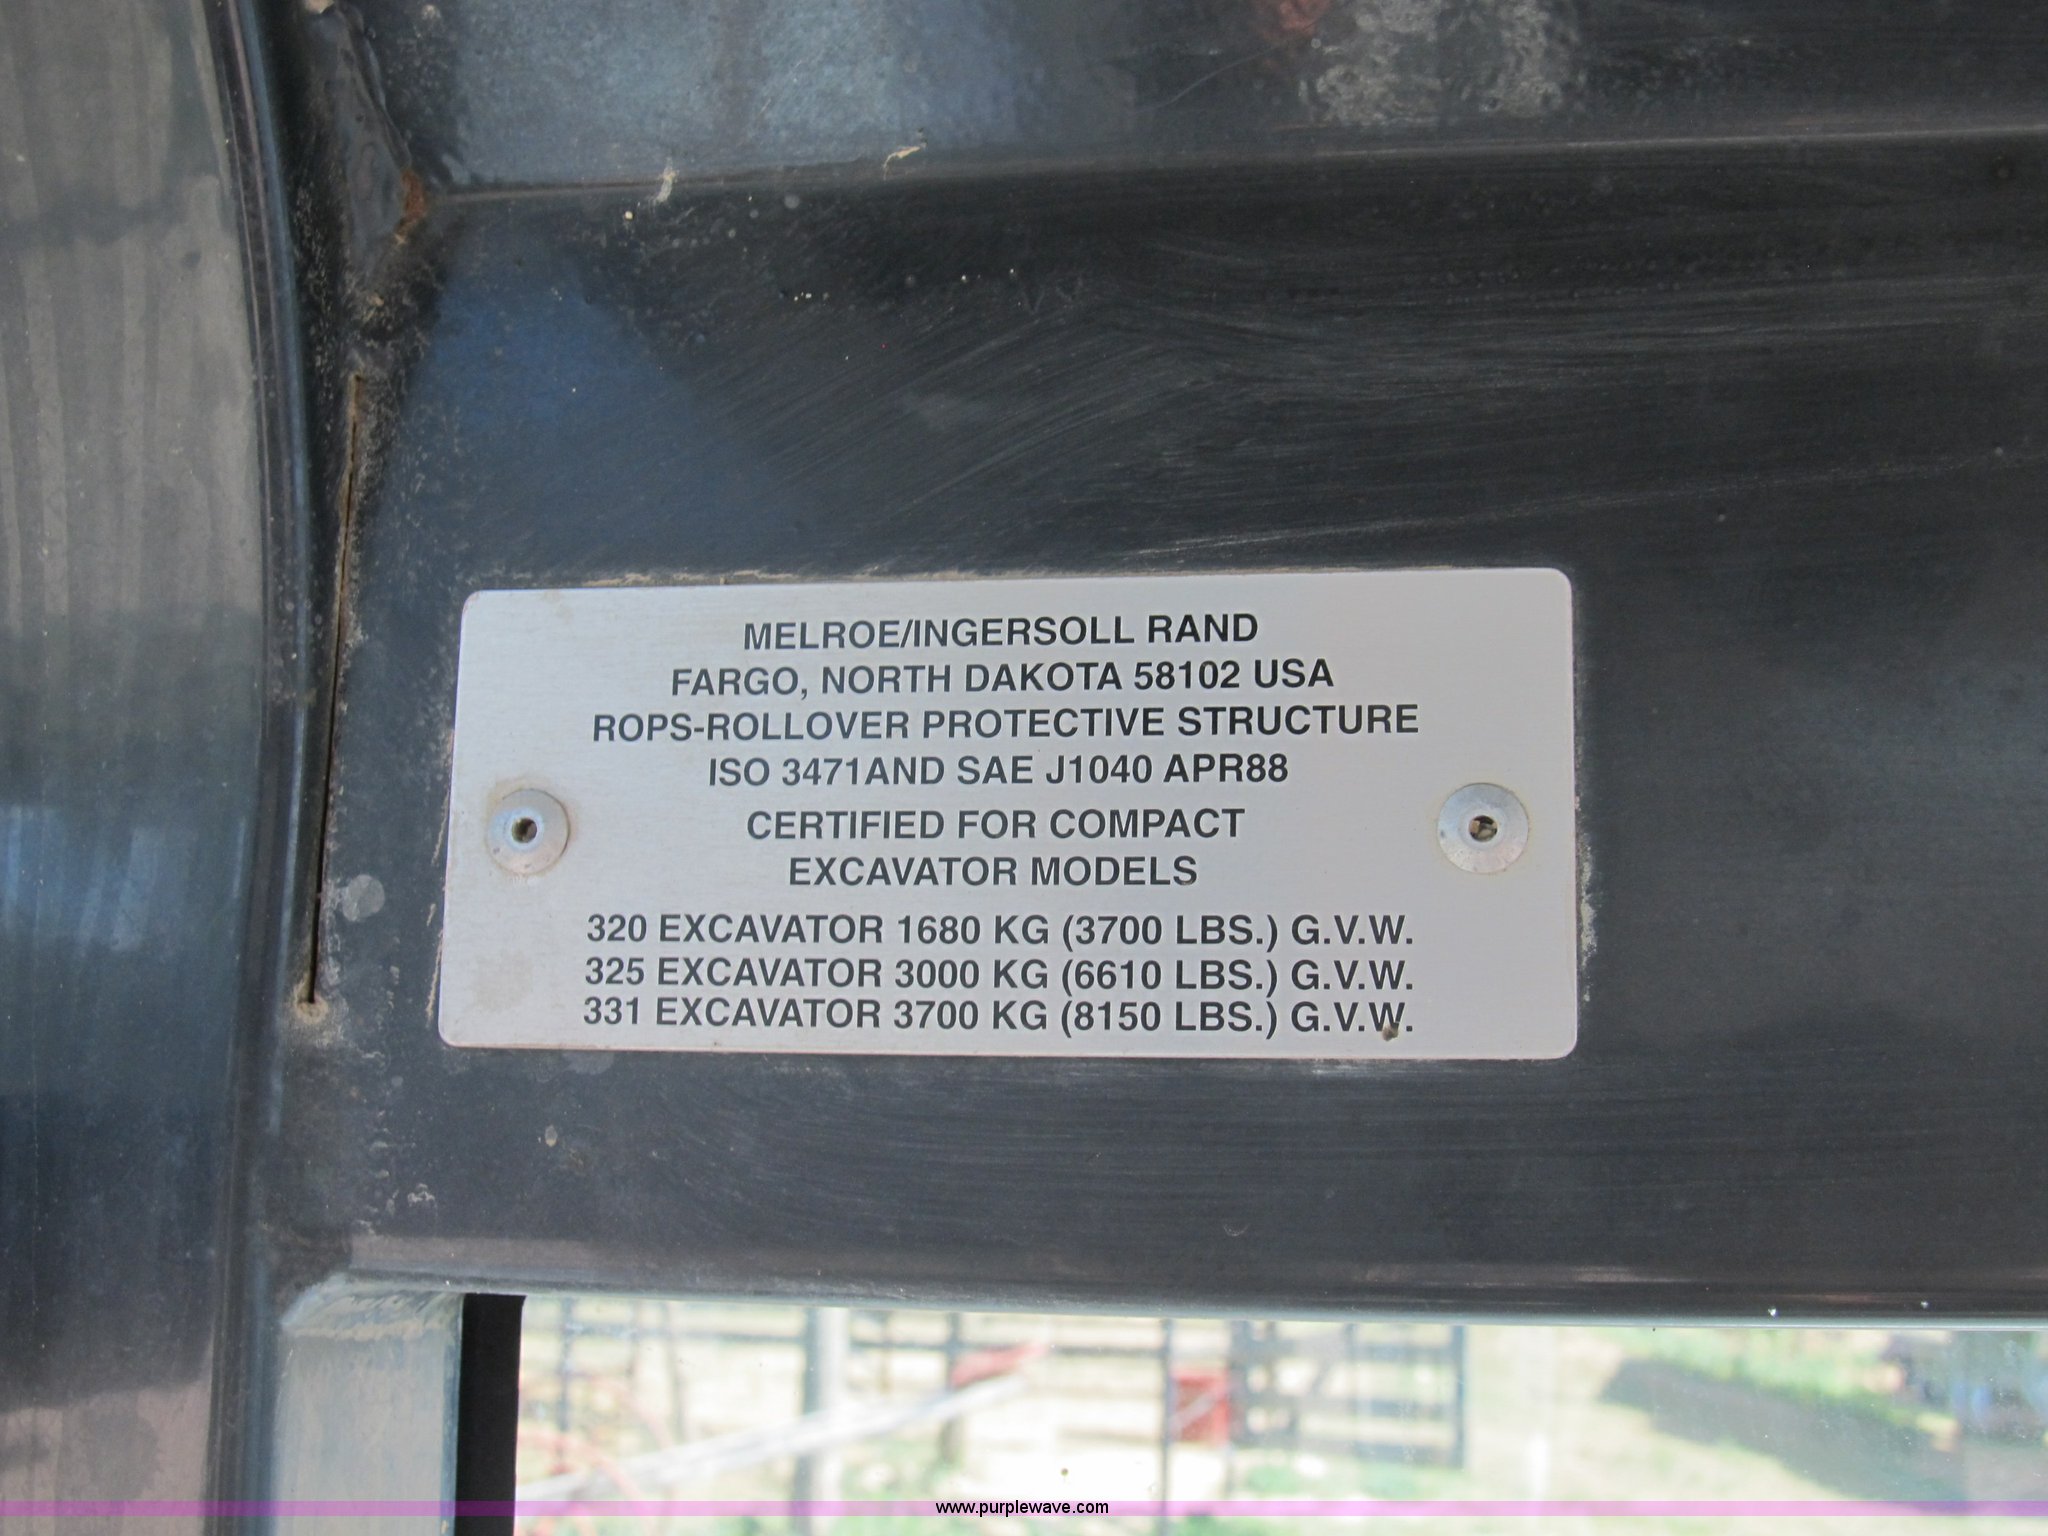 MELROE/INGERSOLL RAND
FARGO, NORTH DAKOTA 58102 USA
ROPS-ROLLOVER PROTECTIVE STRUCTURE
ISO 3471AND SAE J1040 APR88
CERTIFIED FOR COMPACT
EXCAVATOR MODELS
320 EXCAVATOR 1680 KG (3700 LBS.) G.V.W.
325 EXCAVATOR 3000 KG (6610 LBS.) G.V.W.
331 EXCAVATOR 3700 KG (8150 LBS.) G.V.W.
www.purplewave.com